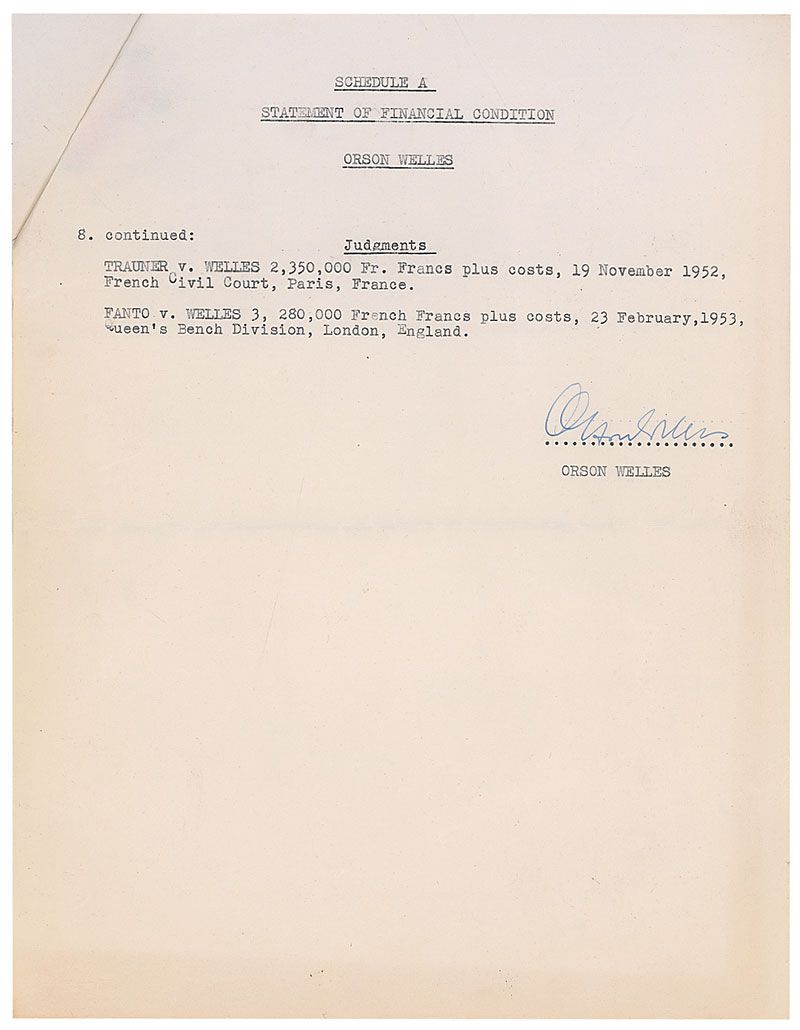 SCHEDULE A
STATEMENT OF FINANCIAL CONDITION
ORSON WELLES
8. continued:
Judgments
TRAUNER v. WELLES 2,350,000 Fr. Francs plus costs, 19 November 1952,
French Civil Court, Paris, France.
FANTO v. WELLES 3, 280,000 French Francs plus costs, 23 February,1953,
Queen's Bench Division, London, England.
Orson Welles
ORSON WELLES